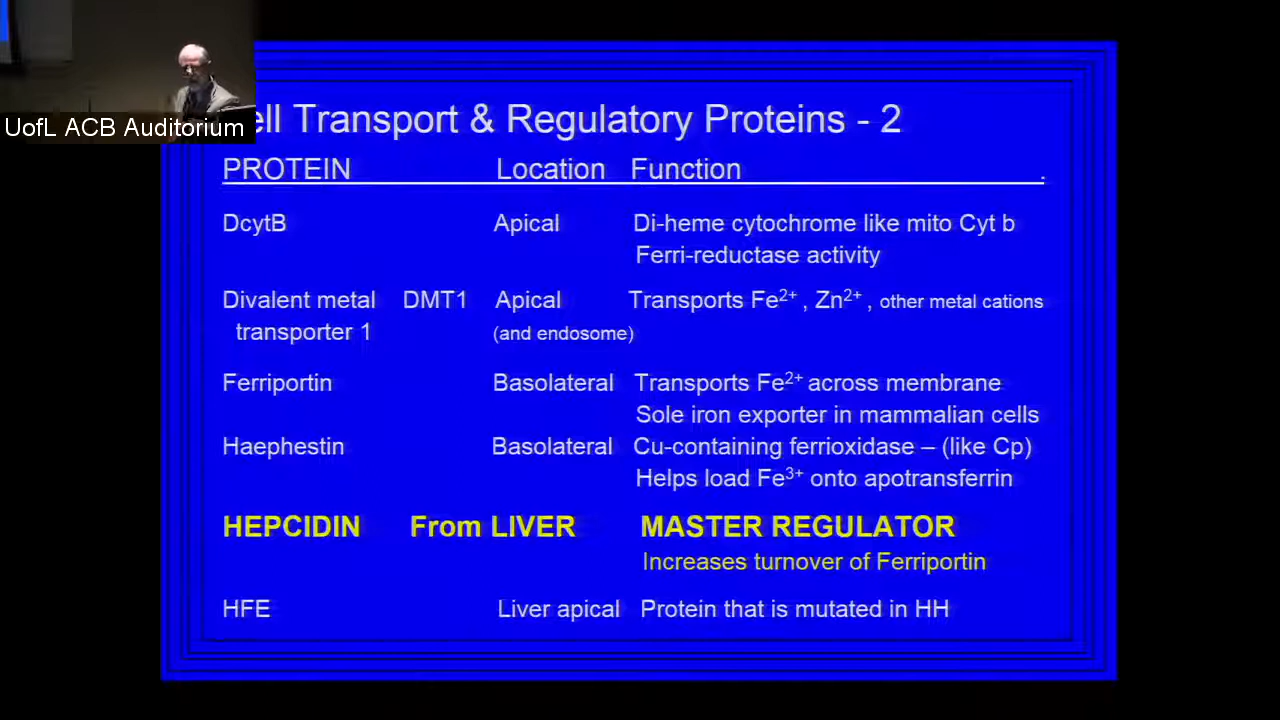 UofL ACB Auditorium
ell Transport & Regulatory Proteins - 2
PROTEIN Location Function .
DcytB Apical Di-heme cytochrome like mito Cyt b
Ferri-reductase activity
Divalent metal DMT1 Apical Transports Fe²⁺ , Zn²⁺ , other metal cations
transporter 1 (and endosome)
Ferriportin Basolateral Transports Fe²⁺ across membrane
Sole iron exporter in mammalian cells
Haephestin Basolateral Cu-containing ferrioxidase – (like Cp)
Helps load Fe³⁺ onto apotransferrin
HEPCIDIN From LIVER MASTER REGULATOR
Increases turnover of Ferriportin
HFE Liver apical Protein that is mutated in HH